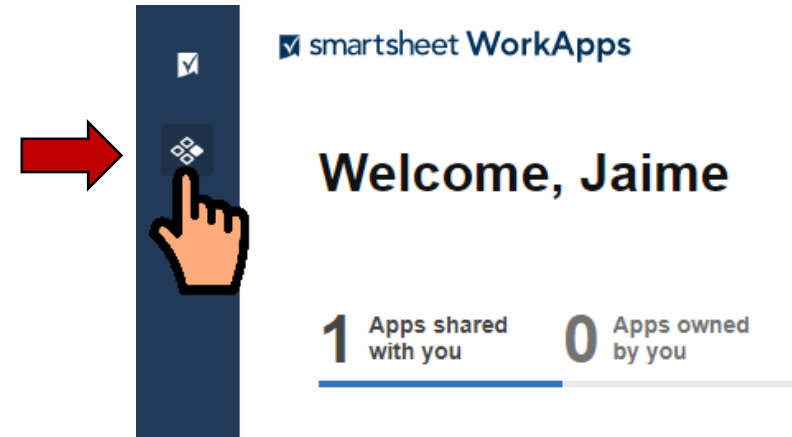 smartsheet WorkApps
Welcome, Jaime
1 Apps shared with you
0 Apps owned by you